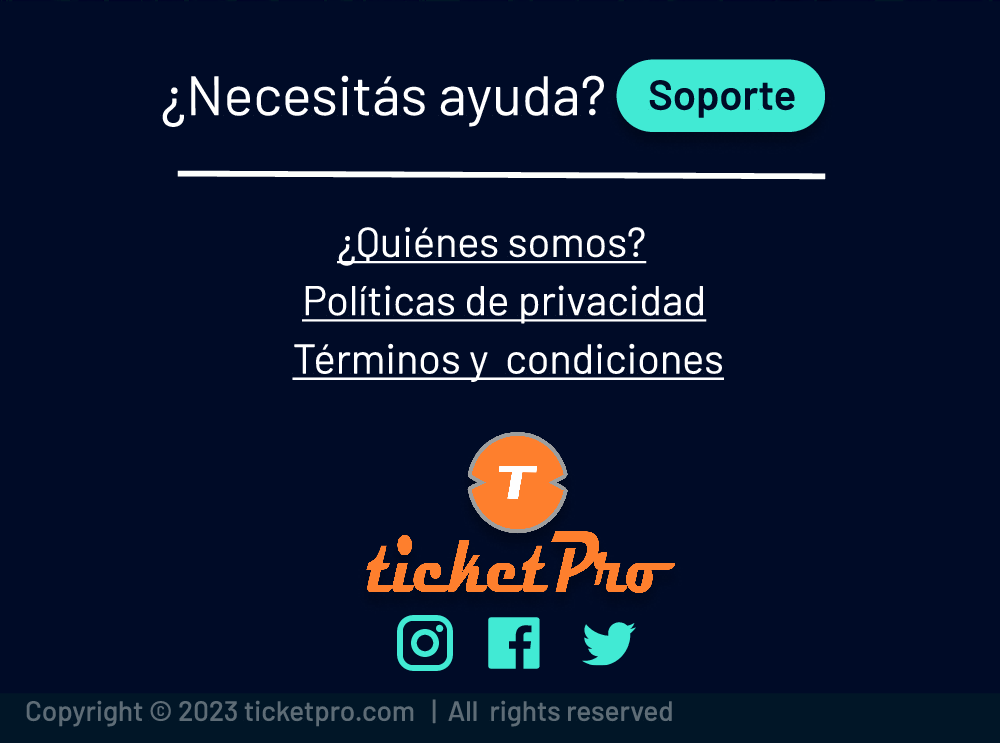 ¿Necesitás ayuda? Soporte
¿Quiénes somos?
Políticas de privacidad
Términos y  condiciones
T
ticketPro
Copyright © 2023 ticketpro.com  |  All  rights reserved